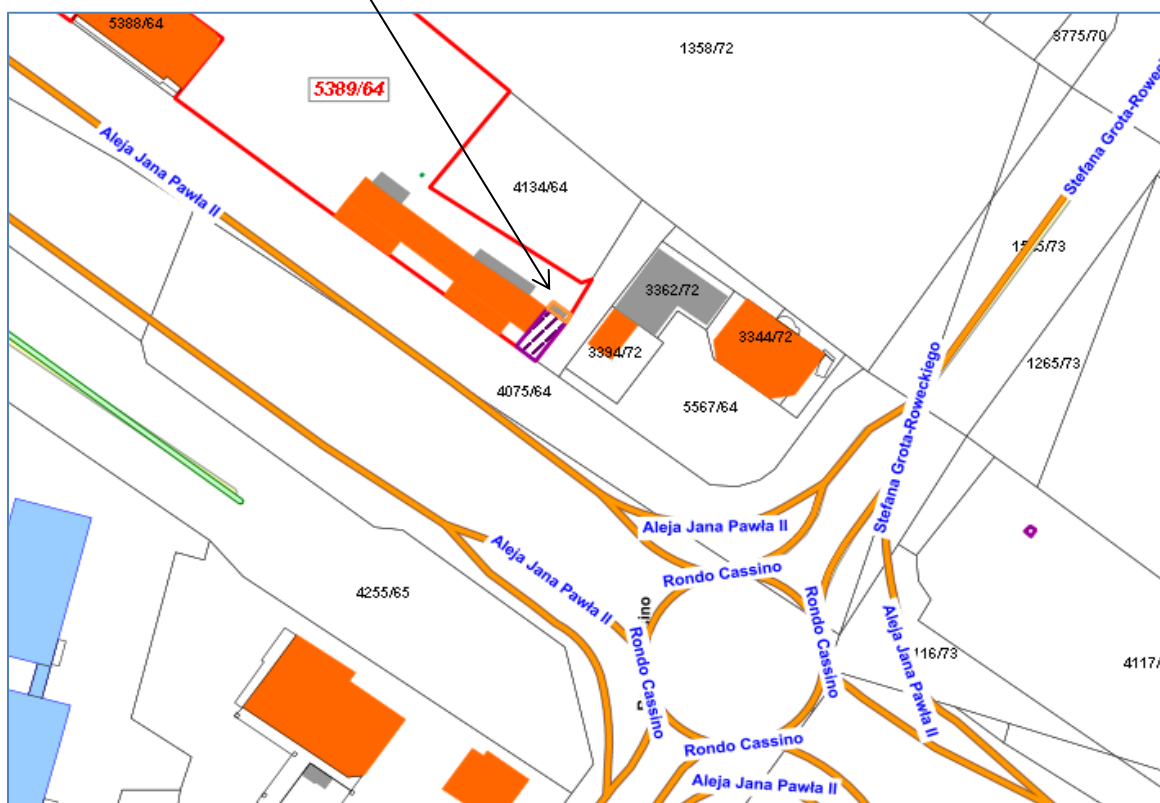 5388/64
1358/72
3775/70
5389/64
Aleja Jana Pawła II
Stefana Grota-Roweckiego
4134/64
3362/72
3394/72
3344/72
1265/73
4075/64
5567/64
Stefana Grota-Roweckiego
Aleja Jana Pawła II
Aleja Jana Pawła II
Rondo Cassino
4255/65
Rondo Cassino
Rondo Cassino
Aleja Jana Pawła II
116/73
4117/
Rondo Cassino
Aleja Jana Pawła II